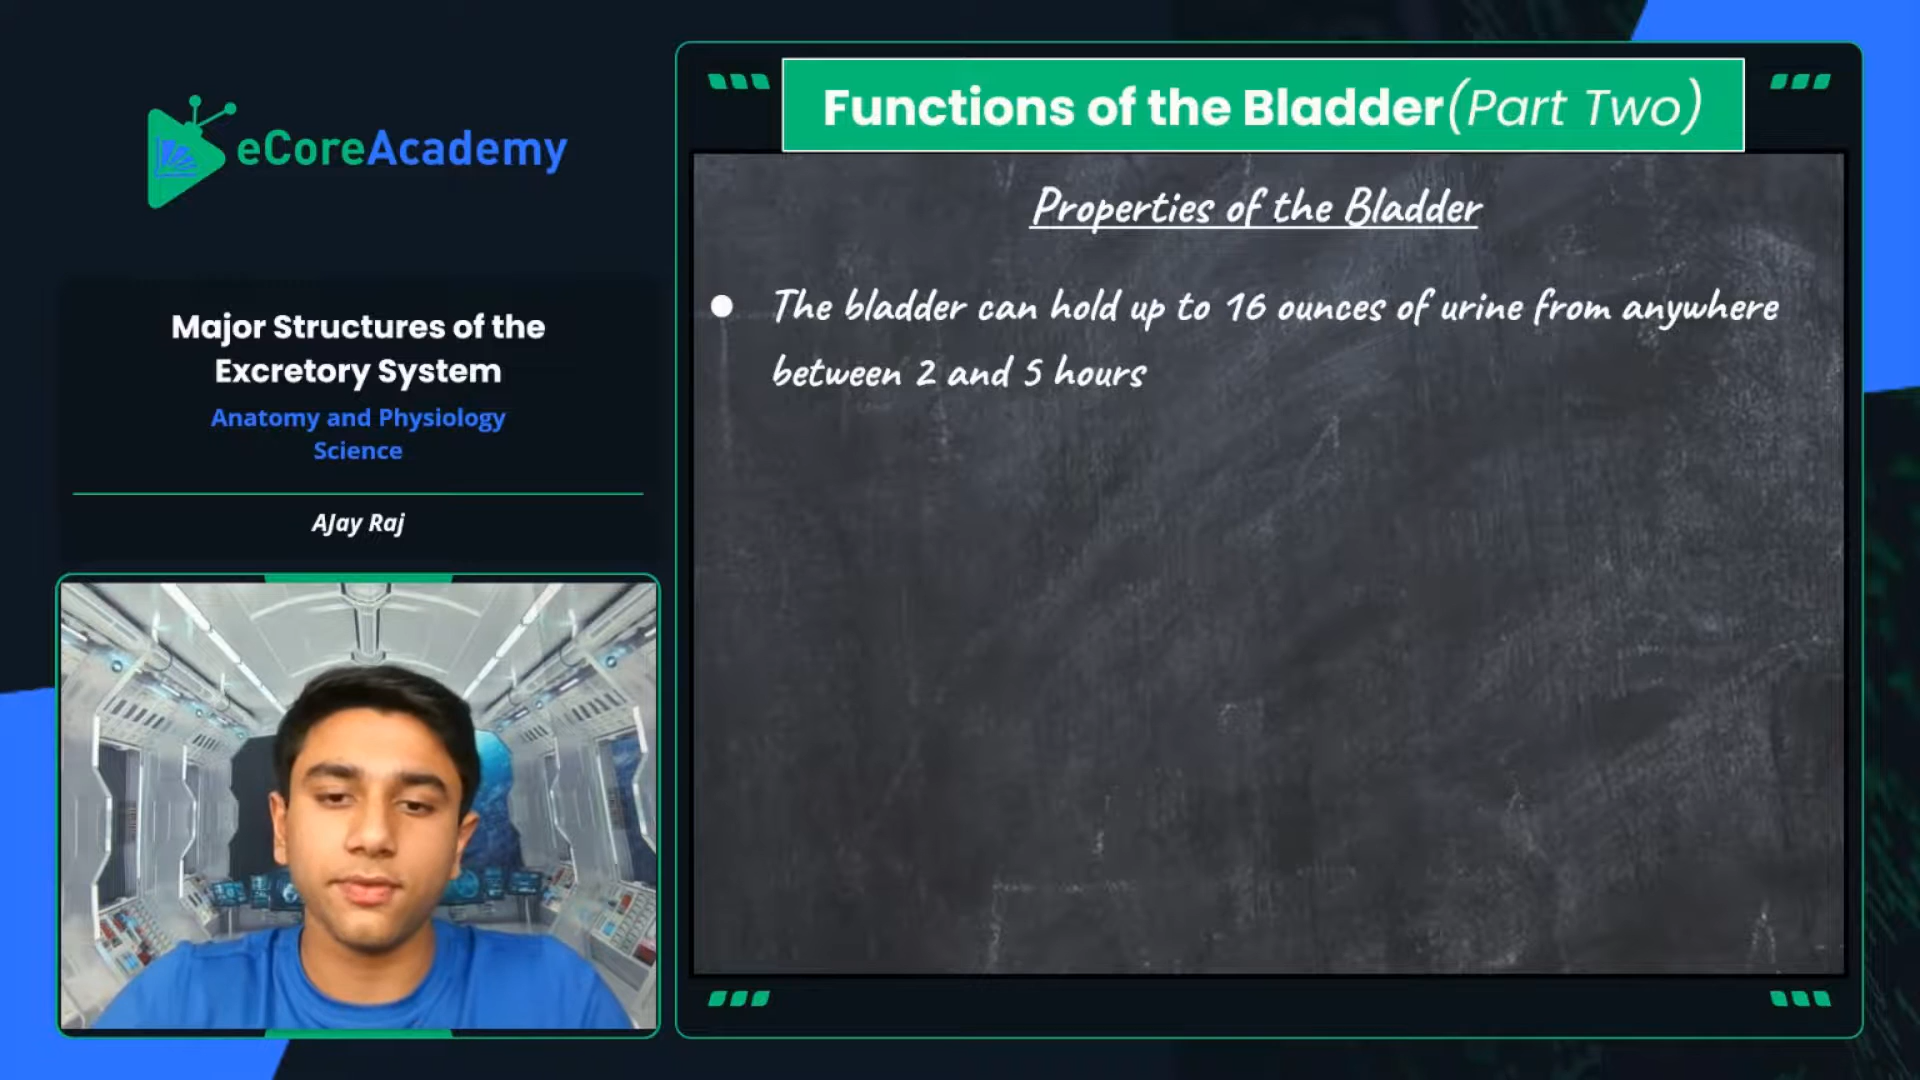 eCoreAcademy
Major Structures of the
Excretory System
Anatomy and Physiology
Science
AJay Raj
Functions of the Bladder(Part Two)
Properties of the Bladder
The bladder can hold up to 16 ounces of urine from anywhere
between 2 and 5 hours